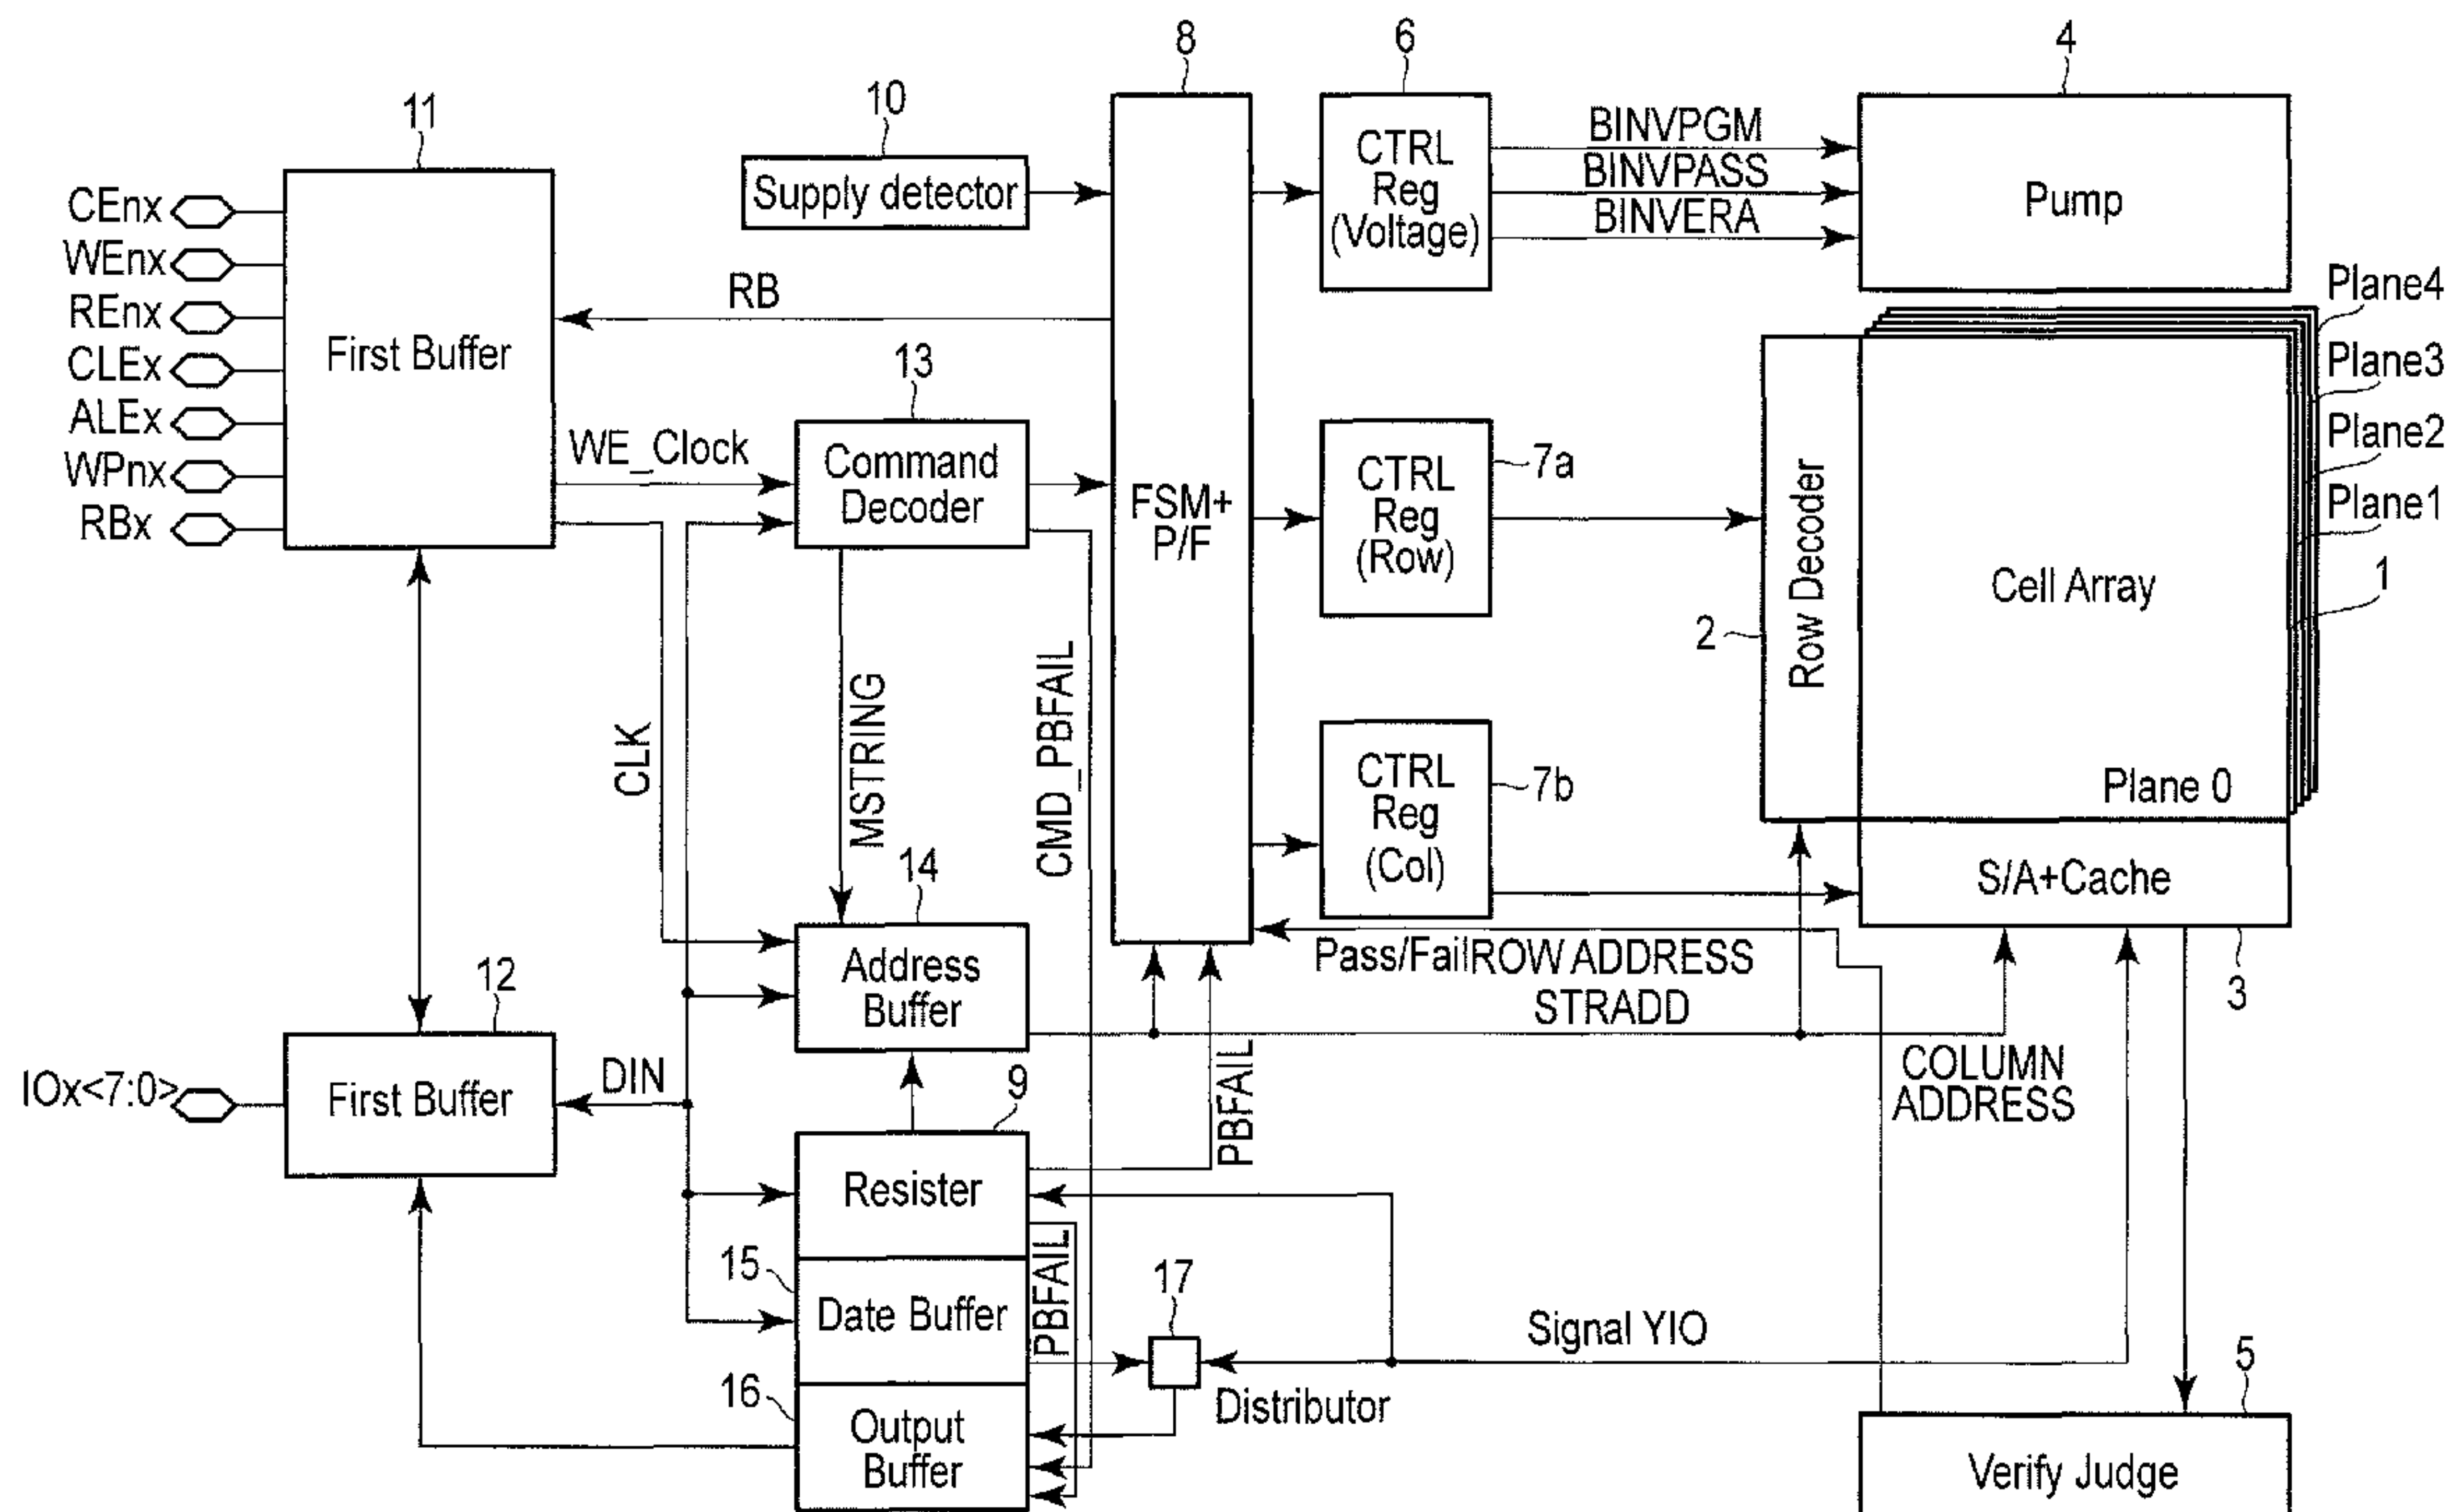 8
6
4
11
10
CEnx
WEnx
REnx
CLEx
ALEx
WPnx
RBx
First Buffer
Supply detector
RB
13
WE_Clock
Command
Decoder
FSM+
P/F
CTRL
Reg
(Voltage)
BINVPGM
BINVPASS
BINVERA
Pump
Plane4
Plane3
Plane2
Plane1
1
CTRL
Reg
(Row)
7a
2
Row Decoder
Cell Array
Plane 0
CLK
MSTRING
CMD_PBFAIL
CTRL
Reg
(Col)
7b
S/A+Cache
3
14
Address
Buffer
Pass/Fail
ROW ADDRESS
STRADD
COLUMN
ADDRESS
12
IOx<7:0>
First Buffer
DIN
9
Resister
PBFAIL
15
Date Buffer
PBFAIL
17
Distributor
Signal YIO
16
Output
Buffer
5
Verify Judge